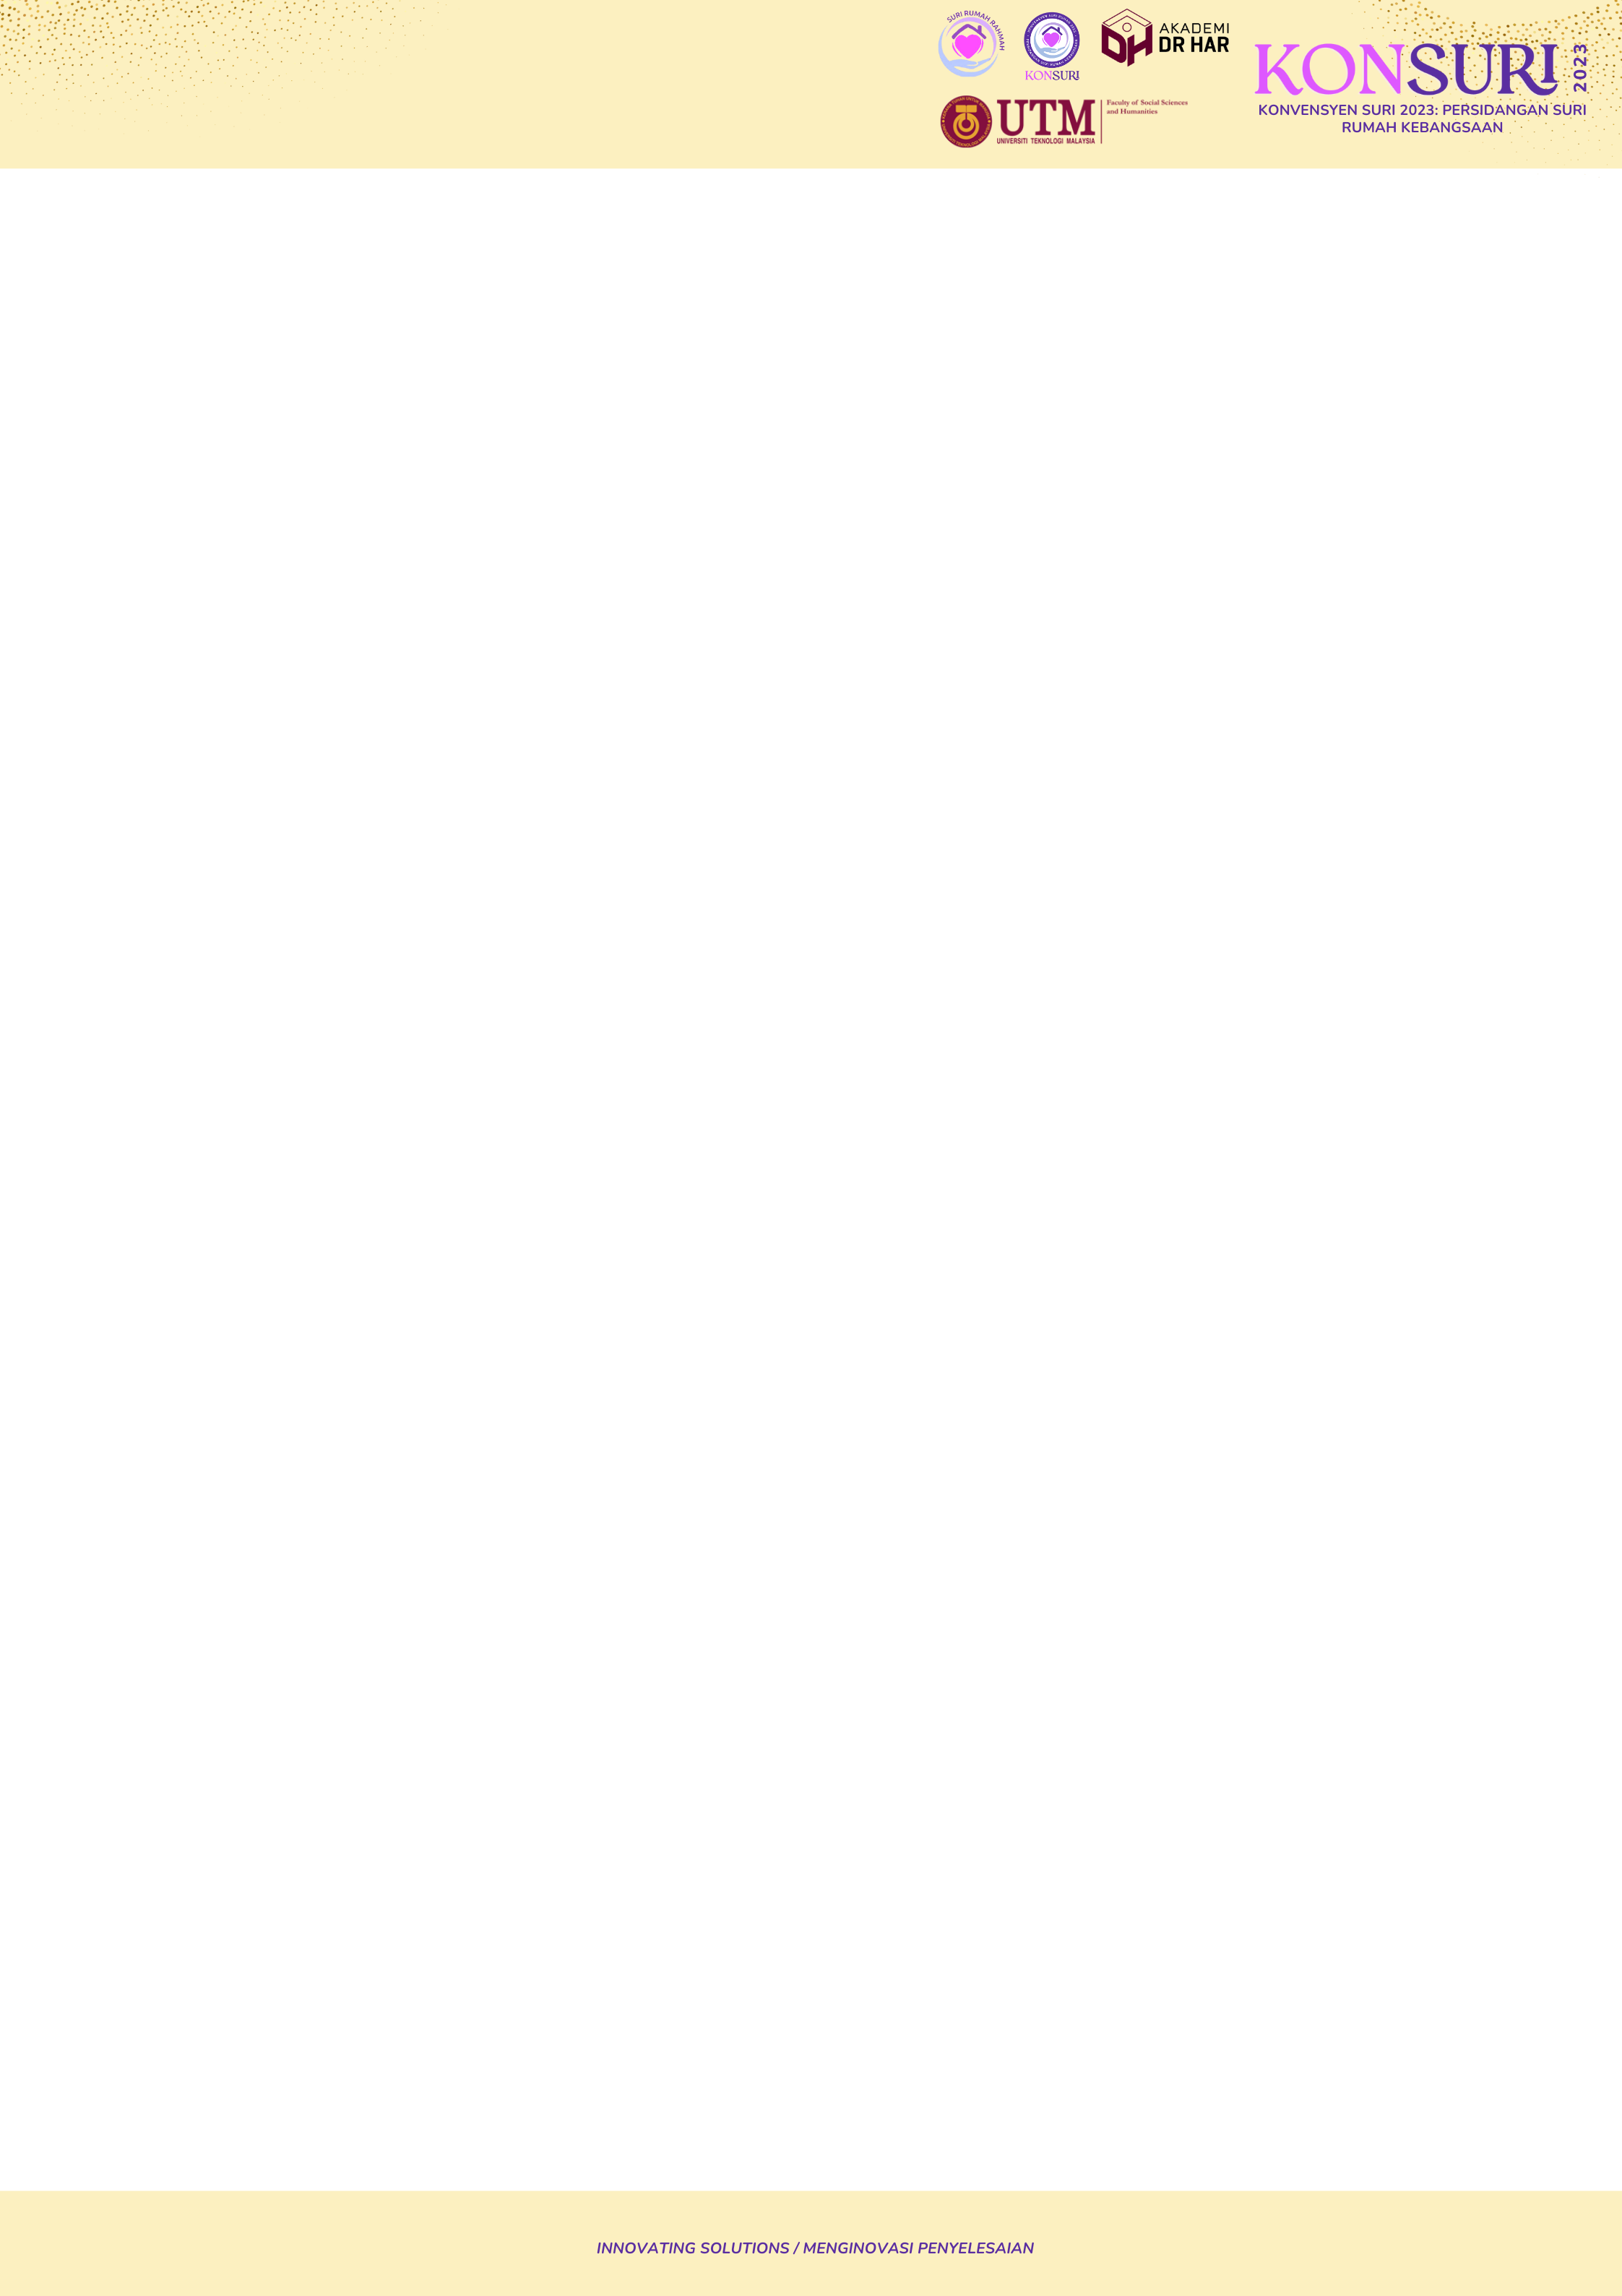 SURI RUMAH RAHMAH
KONSURI
AKADEMI
DR HAR
UTM
UNIVERSITI TEKNOLOGI MALAYSIA
Faculty of Social Sciences
and Humanities
KONSURI 2023
KONVENSYEN SURI 2023: PERSIDANGAN SURI
RUMAH KEBANGSAAN
INNOVATING SOLUTIONS / MENGINOVASI PENYELESAIAN